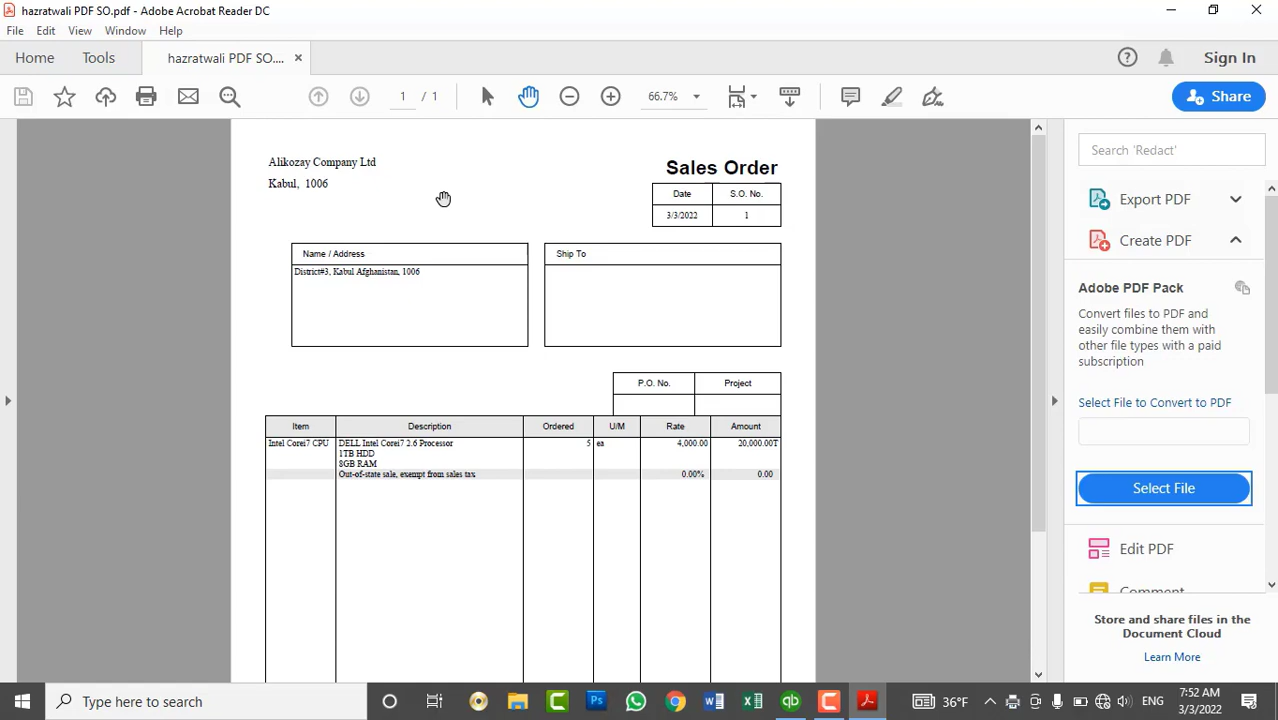 hazratwali PDF SO.pdf - Adobe Acrobat Reader DC
File Edit View Window Help
Home Tools hazratwali PDF SO.... ×
1 / 1 66.7% Share
? Sign In
Alikozay Company Ltd
Kabul, 1006
Sales Order
Date S.O. No.
3/3/2022 1
Name / Address Ship To
District#3, Kabul Afghanistan, 1006
P.O. No. Project
Item Description Ordered U/M Rate Amount
Intel Corei7 CPU DELL Intel Corei7 2.6 Processor 5 ea 4,000.00 20,000.00T
1TB HDD
8GB RAM
Out-of-state sale, exempt from sales tax 0.00% 0.00
Search 'Redact'
Export PDF
Create PDF
Adobe PDF Pack
Convert files to PDF and
easily combine them with
other file types with a paid
subscription
Select File to Convert to PDF
Select File
Edit PDF
Comment
Store and share files in the
Document Cloud
Learn More
Type here to search
36°F ENG 7:52 AM
3/3/2022